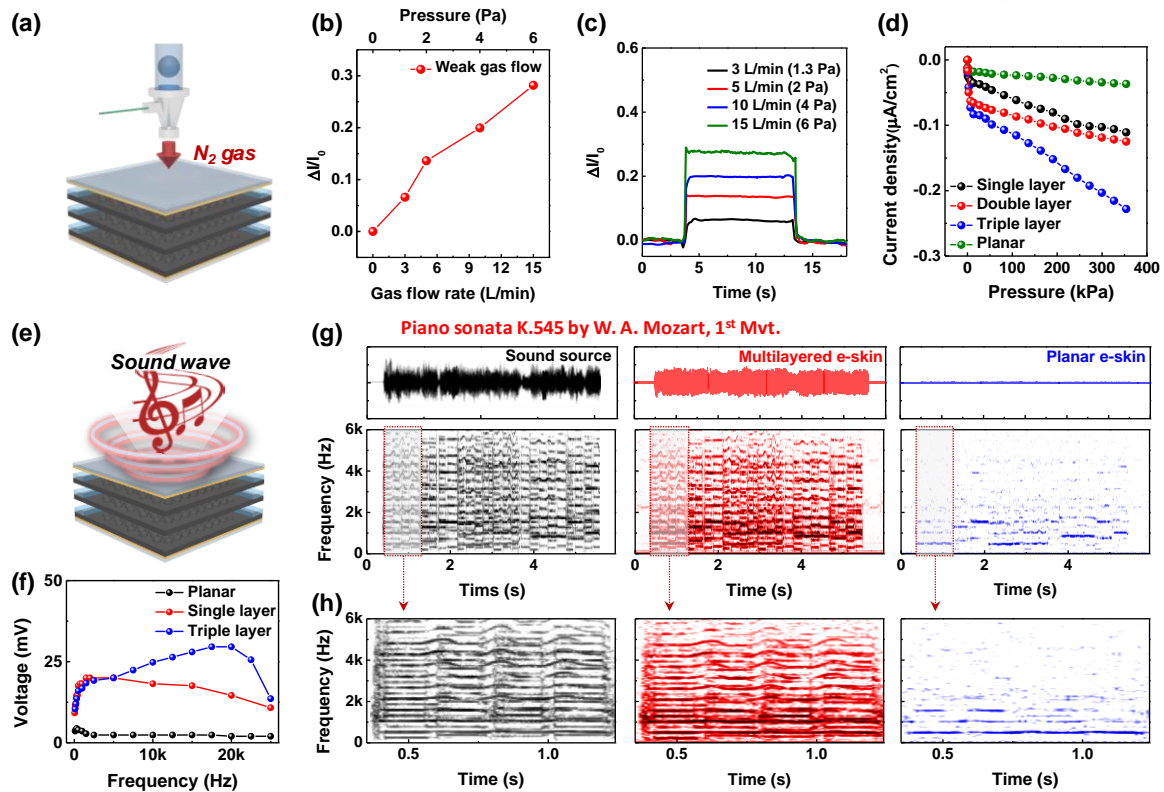 (a)
N2 gas
(b)
Pressure (Pa)
0 2 4 6
Weak gas flow
ΔI/I0
0.3
0.2
0.1
0.0
0 3 6 9 12 15
Gas flow rate (L/min)
(c)
3 L/min (1.3 Pa)
5 L/min (2 Pa)
10 L/min (4 Pa)
15 L/min (6 Pa)
ΔI/I0
0.6
0.4
0.2
0.0
0 5 10 15
Time (s)
(d)
Current density(μA/cm2)
0.0
-0.1
-0.2
-0.3
Single layer
Double layer
Triple layer
Planar
0 100 200 300 400
Pressure (kPa)
(e)
Sound wave
(f)
Planar
Single layer
Triple layer
Voltage (mV)
50
25
0
0 10k 20k
Frequency (Hz)
(g)
Piano sonata K.545 by W. A. Mozart, 1st Mvt.
Sound source
Multilayered e-skin
Planar e-skin
Frequency (Hz)
6k
4k
2k
0
2 4
Tims (s)
0 2 4
Time (s)
0 2 4
Time (s)
(h)
Frequency (Hz)
6k
4k
2k
0
0.5 1.0
Time (s)
0.5 1.0
Time (s)
0.5 1.0
Time (s)